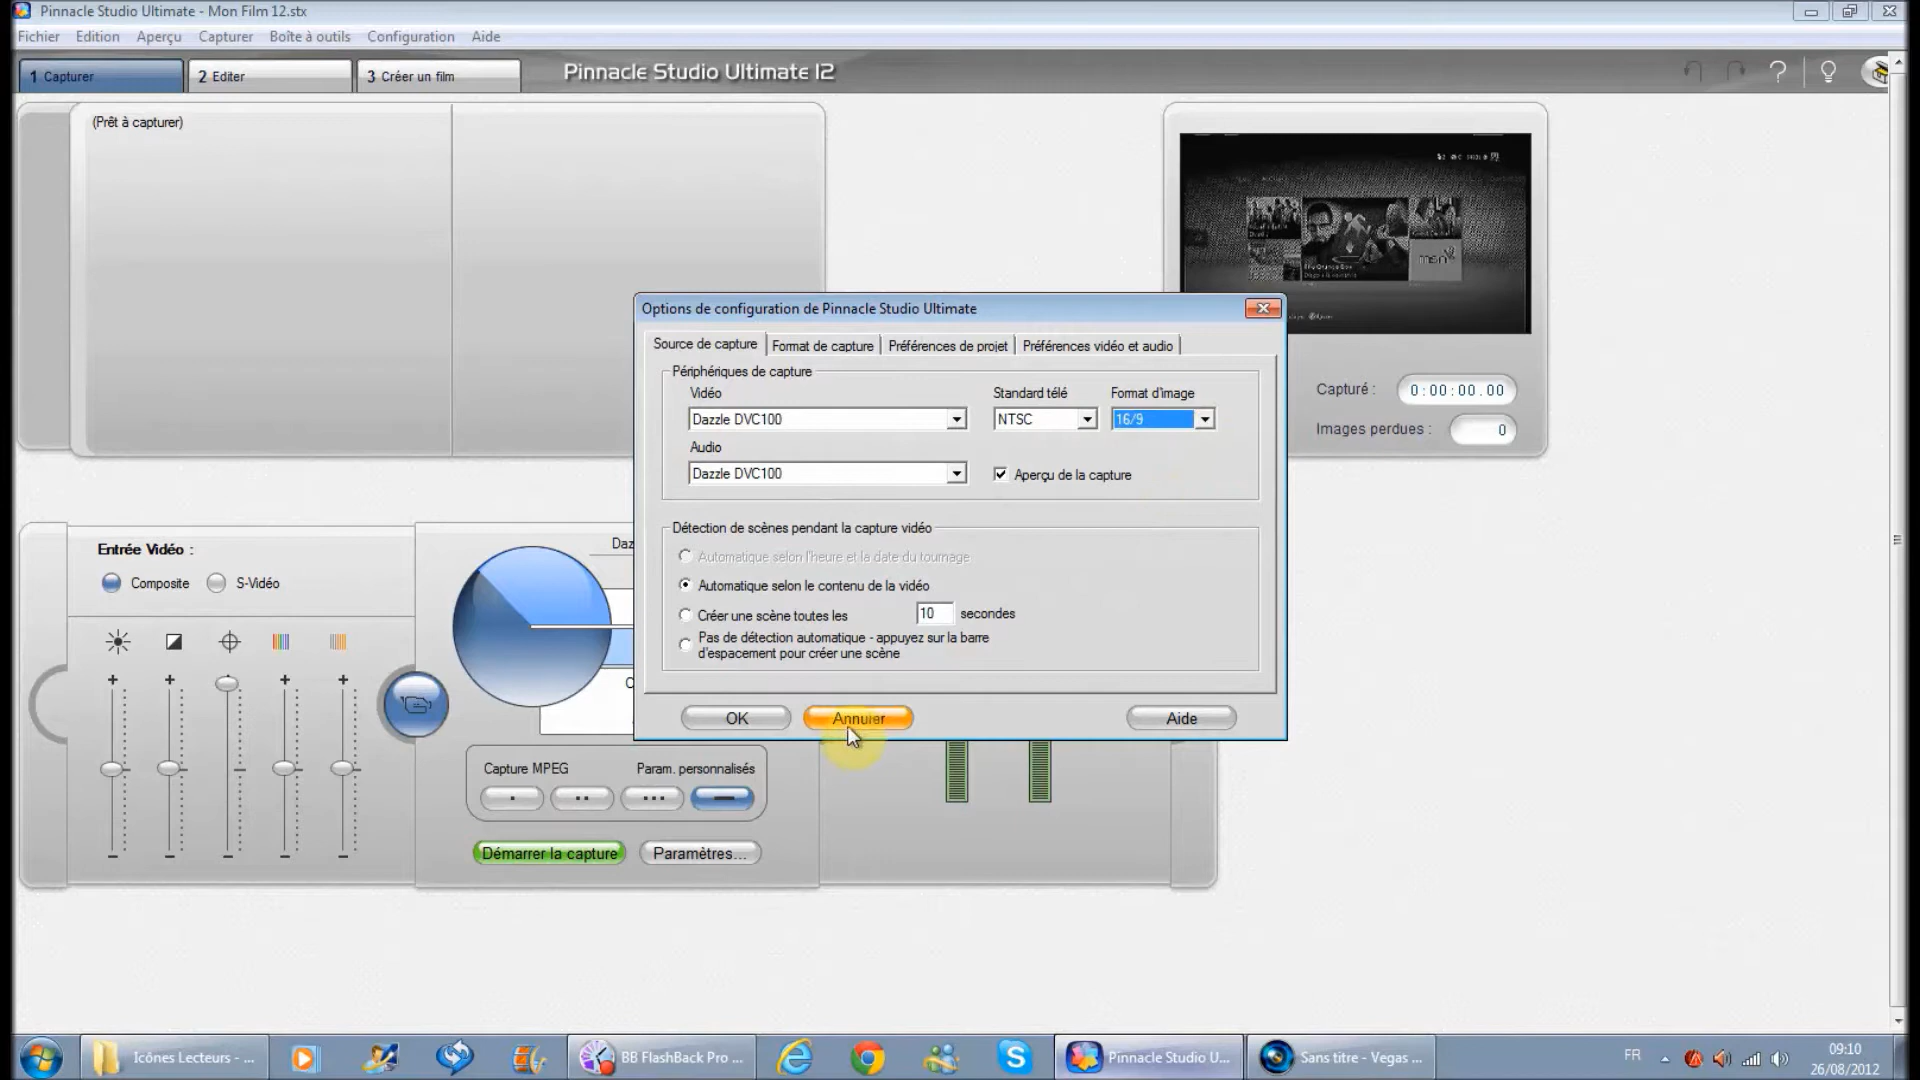 Pinnacle Studio Ultimate - Mon Film 12.stx
Fichier Edition Aperçu Capturer Boîte à outils Configuration Aide
1 Capturer
2 Editer
3 Créer un film
Pinnacle Studio Ultimate 12
(Prêt à capturer)
msn
Options de configuration de Pinnacle Studio Ultimate
Source de capture
Format de capture
Préférences de projet
Préférences vidéo et audio
Périphériques de capture
Vidéo
Standard télé
Format d'image
Dazzle DVC100
NTSC
16/9
Audio
Dazzle DVC100
Aperçu de la capture
Capturé :
0:00:00.00
Images perdues :
0
Détection de scènes pendant la capture vidéo
Automatique selon l'heure et la date du tournage
Automatique selon le contenu de la vidéo
Créer une scène toutes les 10 secondes
Pas de détection automatique - appuyez sur la barre
d'espacement pour créer une scène
OK
Annuler
Aide
Entrée Vidéo :
Composite
S-Vidéo
Daz
Capture MPEG
Param. personnalisés
Démarrer la capture
Paramètres...
Icônes Lecteurs - ...
BB FlashBack Pro ...
Pinnacle Studio U...
Sans titre - Vegas ...
FR
09:10
26/08/2012